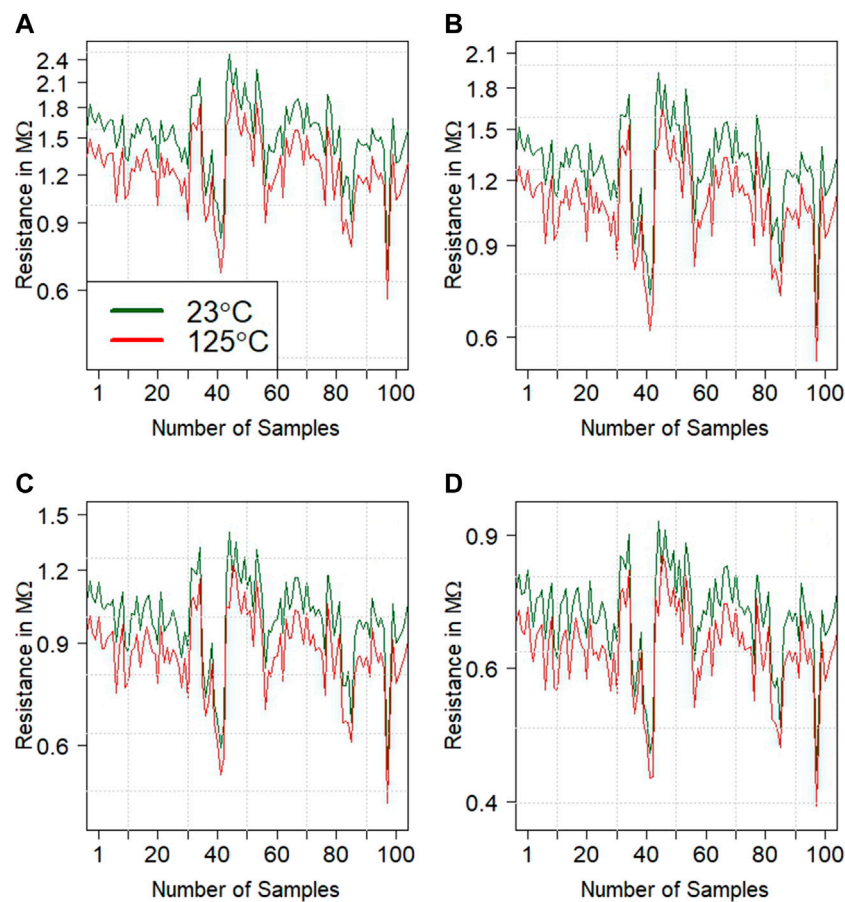 A
Resistance in MΩ
2.4
2.1
1.8
1.5
1.2
0.9
0.6
23°C
125°C
1 20 40 60 80 100
Number of Samples
B
Resistance in MΩ
2.1
1.8
1.5
1.2
0.9
0.6
1 20 40 60 80 100
Number of Samples
C
Resistance in MΩ
1.5
1.2
0.9
0.6
1 20 40 60 80 100
Number of Samples
D
Resistance in MΩ
0.9
0.6
0.4
1 20 40 60 80 100
Number of Samples